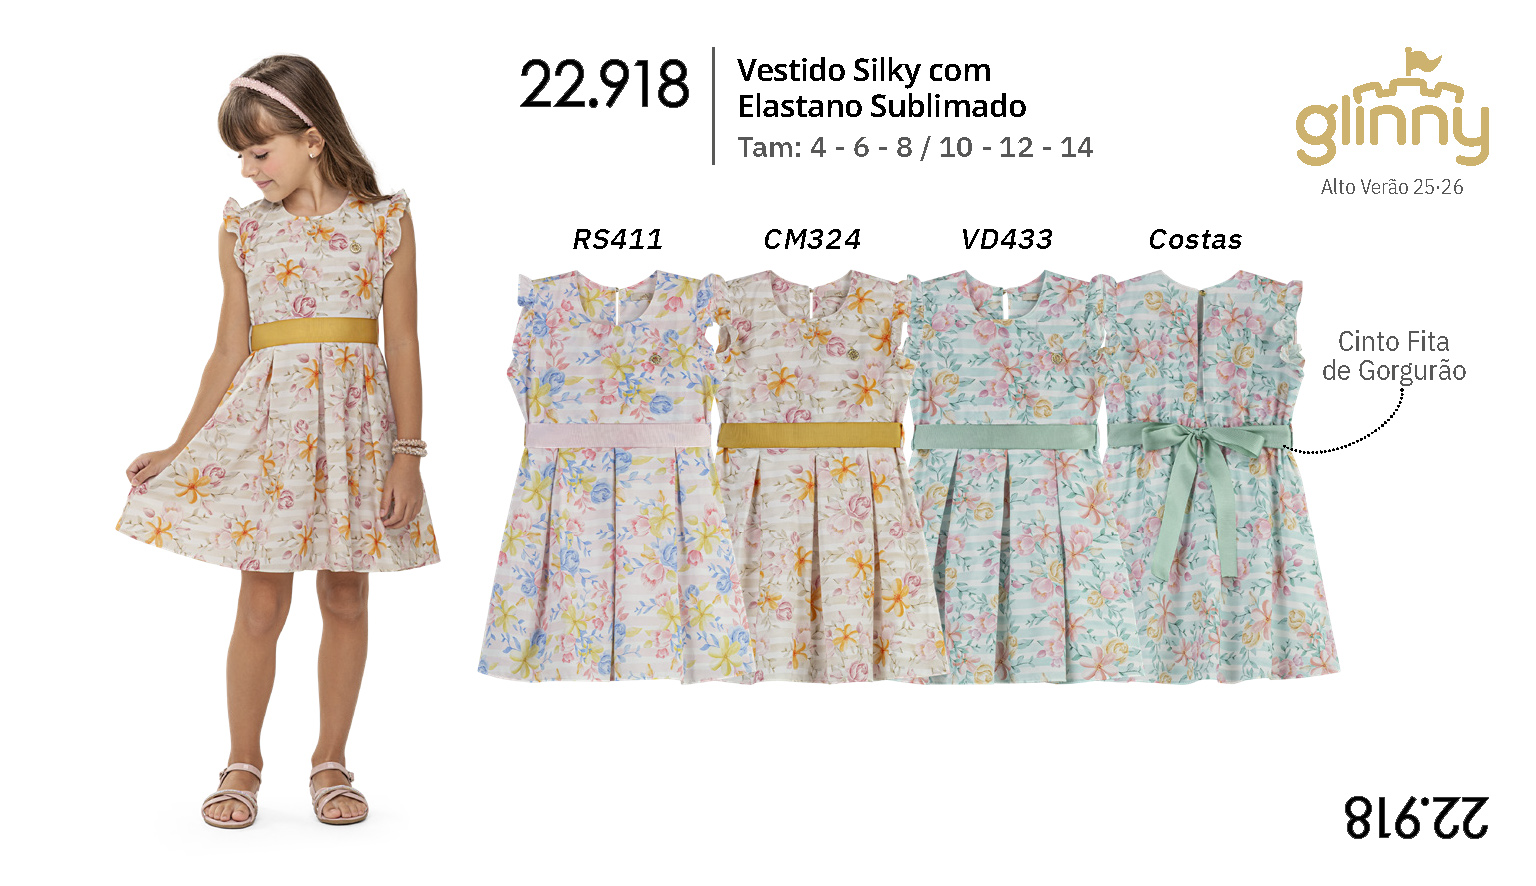 22.918
Vestido Silky com
Elastano Sublimado
Tam: 4 - 6 - 8 / 10 - 12 - 14
glinny
Alto Verão 25·26
RS411
CM324
VD433
Costas
Cinto Fita
de Gorgurão
22.918